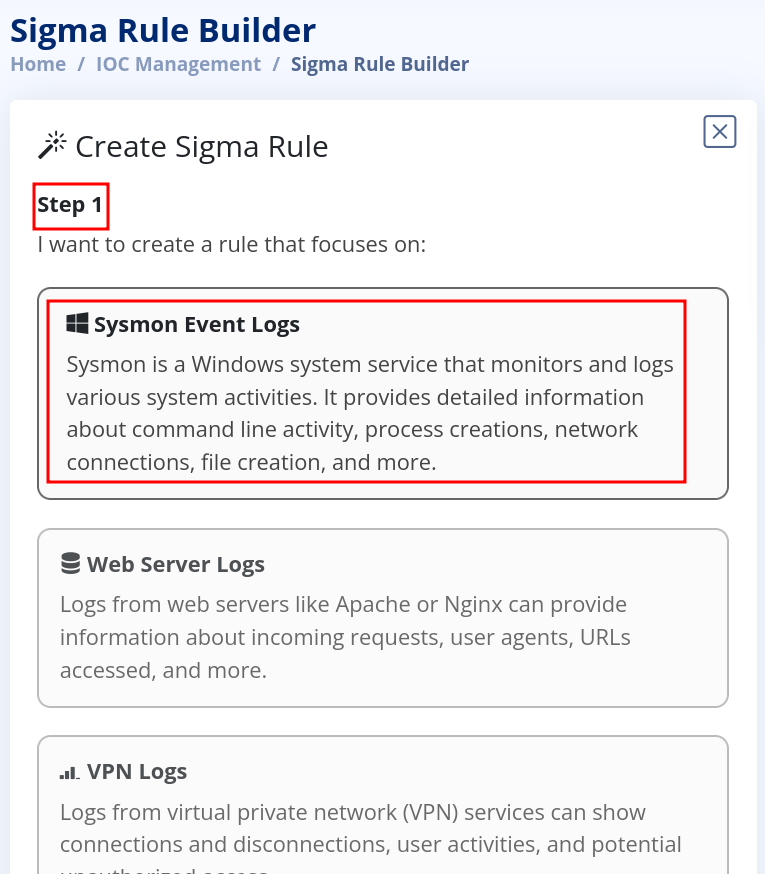 Sigma Rule Builder
Home / IOC Management / Sigma Rule Builder
Create Sigma Rule
Step 1
I want to create a rule that focuses on:
Sysmon Event Logs
Sysmon is a Windows system service that monitors and logs
various system activities. It provides detailed information
about command line activity, process creations, network
connections, file creation, and more.
Web Server Logs
Logs from web servers like Apache or Nginx can provide
information about incoming requests, user agents, URLs
accessed, and more.
VPN Logs
Logs from virtual private network (VPN) services can show
connections and disconnections, user activities, and potential